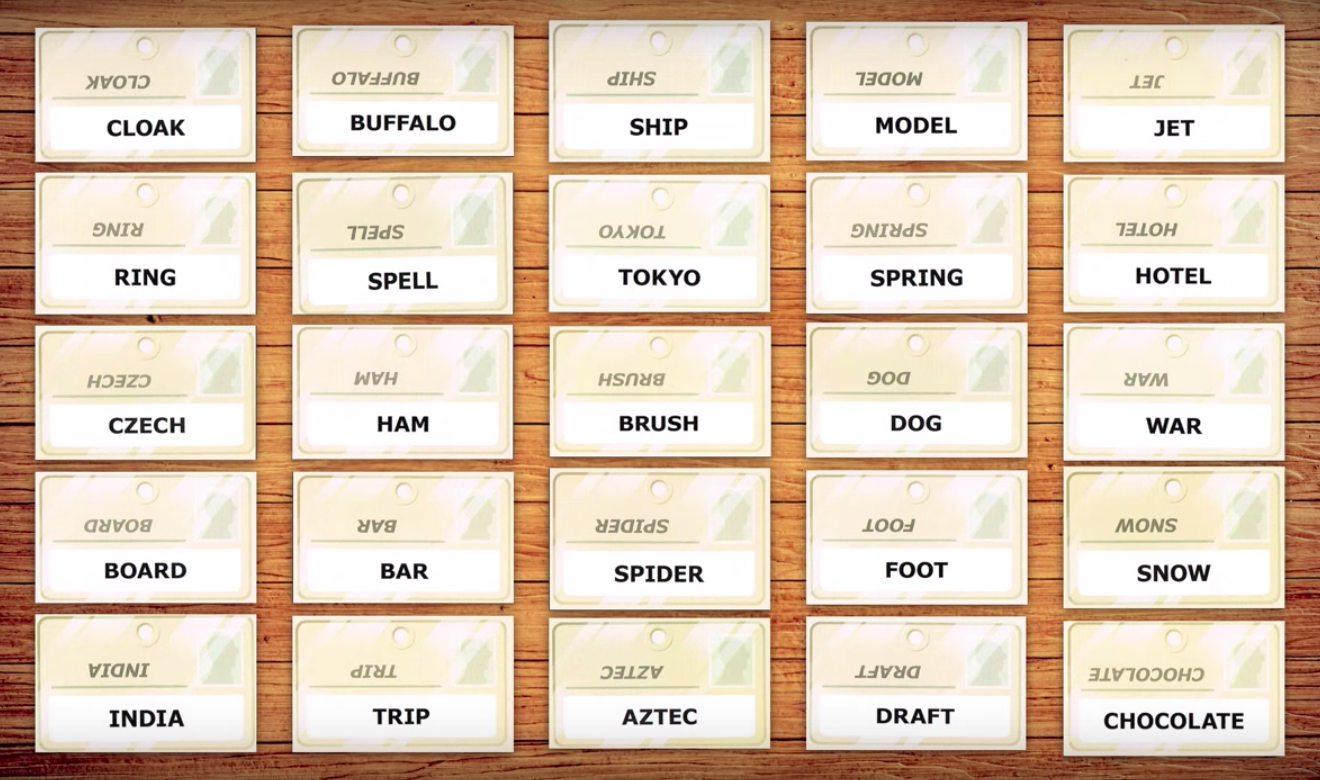 CLOAK BUFFALO SHIP MODEL JET
CLOAK BUFFALO SHIP MODEL JET
RING SPELL TOKYO SPRING HOTEL
RING SPELL TOKYO SPRING HOTEL
CZECH HAM BRUSH DOG WAR
CZECH HAM BRUSH DOG WAR
BOARD BAR SPIDER FOOT SNOW
BOARD BAR SPIDER FOOT SNOW
INDIA TRIP AZTEC DRAFT CHOCOLATE
INDIA TRIP AZTEC DRAFT CHOCOLATE